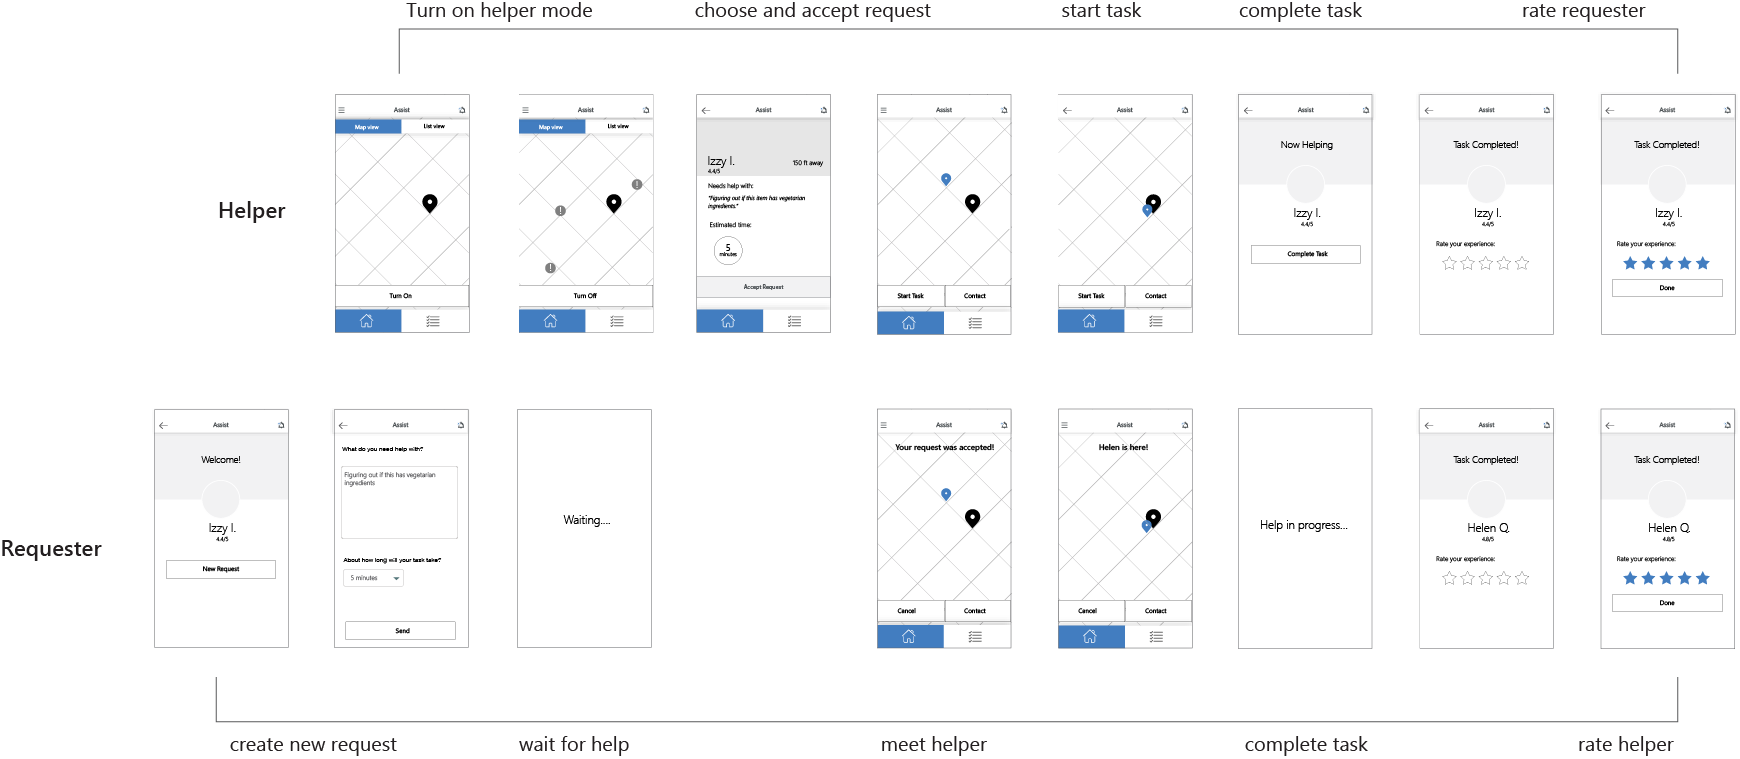 Turn on helper mode
choose and accept request
start task
complete task
rate requester
Helper
Assist
Map view
List view
Turn On
Assist
Map view
List view
!
!
!
Turn Off
Assist
Izzy I.
4.4/5
150 ft away
Needs help with:
"Figuring out if this item has vegetarian
ingredients."
Estimated time:
5
minutes
Accept Request
Assist
Start Task
Contact
Assist
Start Task
Contact
Assist
Now Helping
Izzy I.
4.4/5
Complete Task
Assist
Task Completed!
Izzy I.
4.4/5
Rate your experience:
Assist
Task Completed!
Izzy I.
4.4/5
Rate your experience:
Done
Requester
Assist
Welcome!
Izzy I.
4.4/5
New Request
Assist
What do you need help with?
Figuring out if this has vegetarian
ingredients
About how long will your task take?
5 minutes
Send
Waiting....
Assist
Your request was accepted!
Cancel
Contact
Assist
Helen is here!
Cancel
Contact
Help in progress...
Assist
Task Completed!
Helen Q.
4.8/5
Rate your experience:
Assist
Task Completed!
Helen Q.
4.8/5
Rate your experience:
Done
create new request
wait for help
meet helper
complete task
rate helper